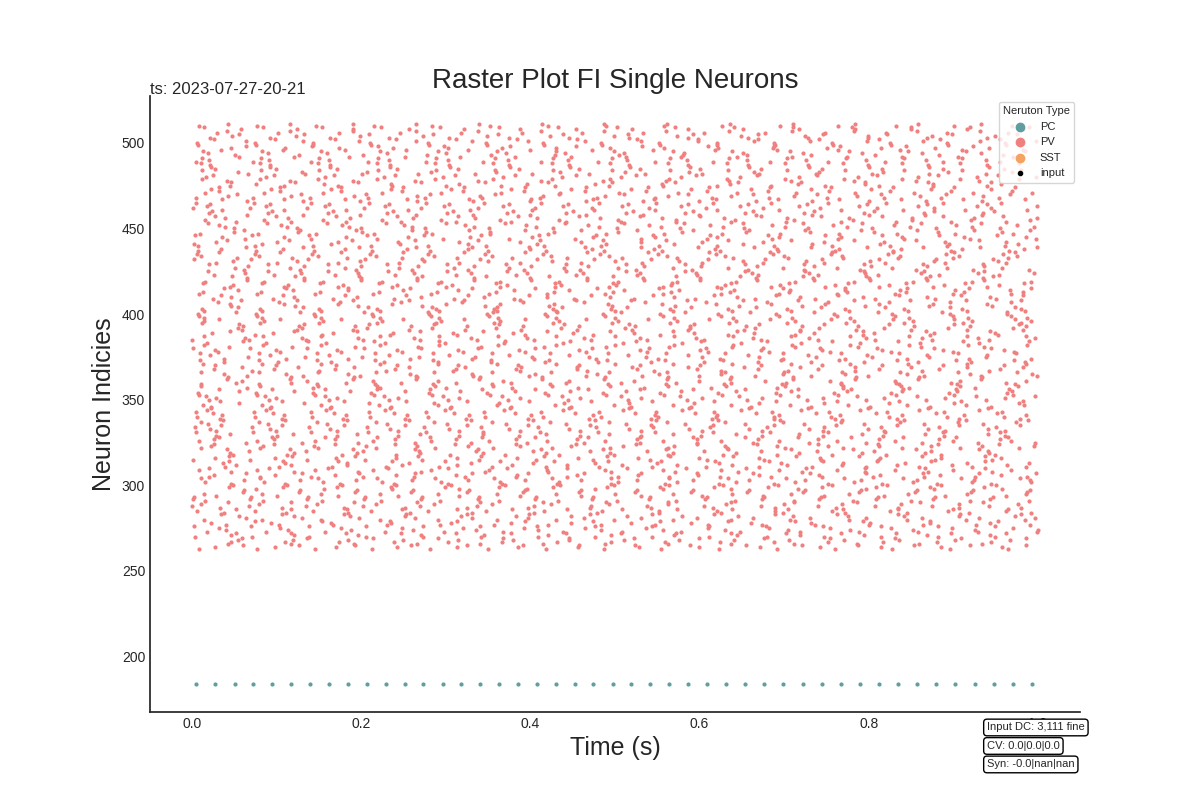 Raster Plot FI Single Neurons
ts: 2023-07-27-20-21
Neruton Type
PC
PV
SST
input
500
450
400
350
300
250
200
Neuron Indicies
0.0 0.2 0.4 0.6 0.8
Time (s)
Input DC: 3,111 fine
CV: 0.0|0.0|0.0
Syn: -0.0|nan|nan